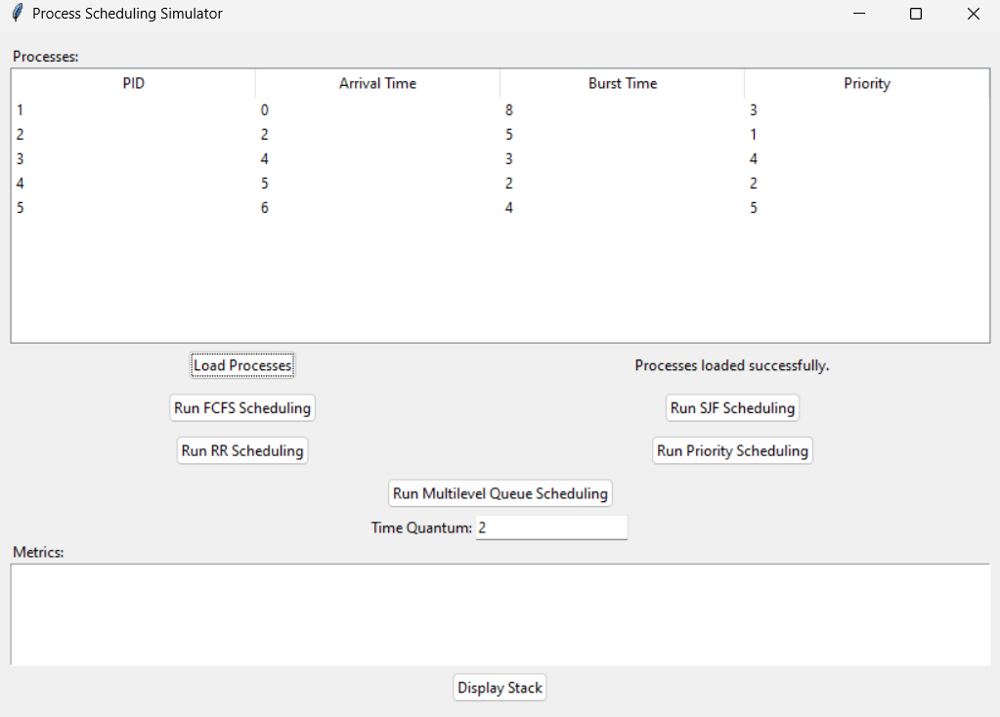 Process Scheduling Simulator
Processes:
PID Arrival Time Burst Time Priority
1 0 8 3
2 2 5 1
3 4 3 4
4 5 2 2
5 6 4 5
Load Processes Processes loaded successfully.
Run FCFS Scheduling Run SJF Scheduling
Run RR Scheduling Run Priority Scheduling
Run Multilevel Queue Scheduling
Time Quantum: 2
Metrics:
Display Stack